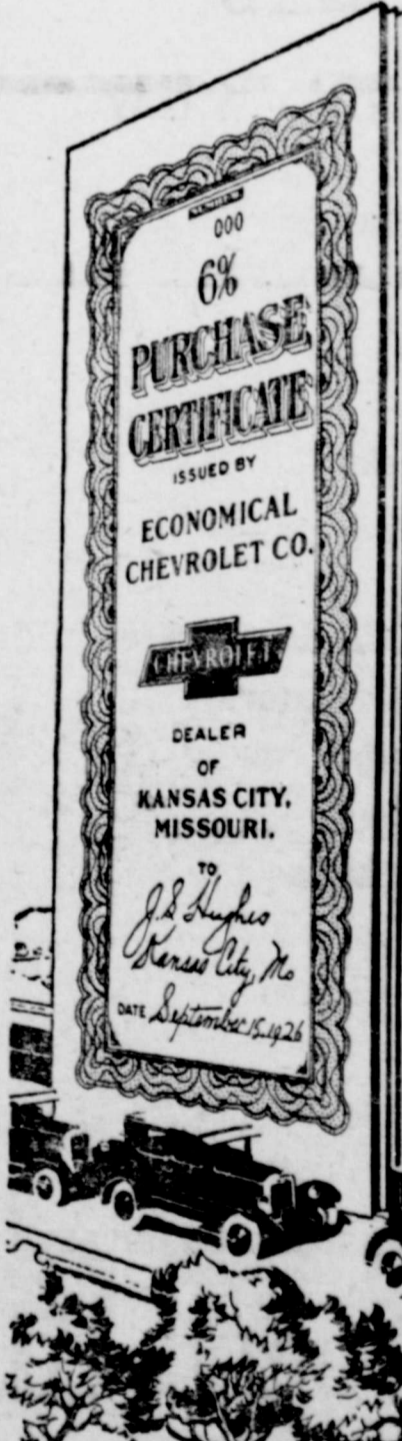 NUMBER
000
6%
PURCHASE
CERTIFICATE
ISSUED BY
ECONOMICAL
CHEVROLET CO.
CHEVROLET
DEALER
OF
KANSAS CITY,
MISSOURI.
TO
J. S. Hughes
Kansas City, Mo
DATE September 15, 1926